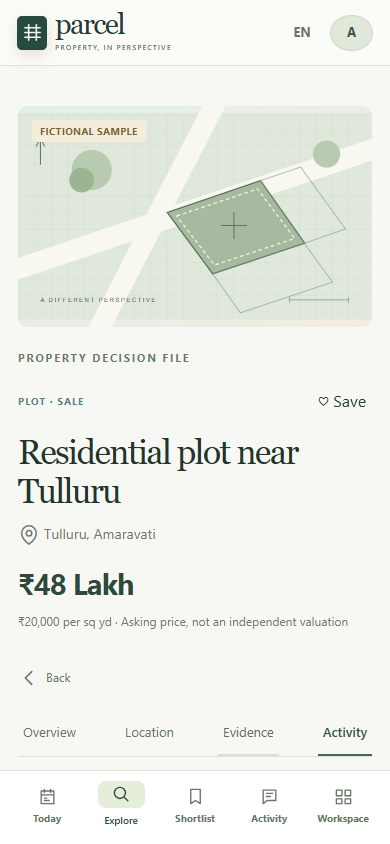 parcel
PROPERTY, IN PERSPECTIVE
EN
A
FICTIONAL SAMPLE
A DIFFERENT PERSPECTIVE
PROPERTY DECISION FILE
PLOT · SALE
Save
Residential plot near
Tulluru
Tulluru, Amaravati
₹48 Lakh
₹20,000 per sq yd · Asking price, not an independent valuation
Back
Overview
Location
Evidence
Activity
Today
Explore
Shortlist
Activity
Workspace